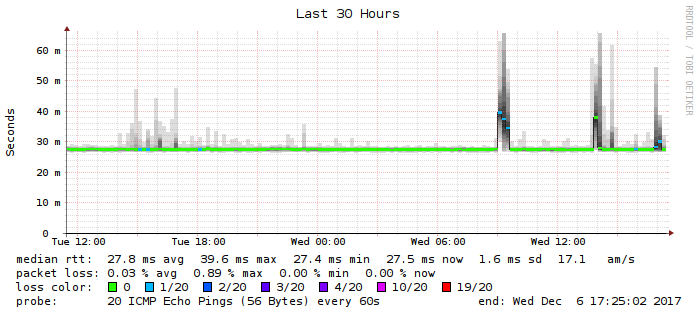 Last 30 Hours
RRDTOOL / TOBI OETIKER
Seconds
60 m
50 m
40 m
30 m
20 m
10 m
0
Tue 12:00 Tue 18:00 Wed 00:00 Wed 06:00 Wed 12:00
median rtt: 27.8 ms avg 39.6 ms max 27.4 ms min 27.5 ms now 1.6 ms sd 17.1 am/s
packet loss: 0.03 % avg 0.89 % max 0.00 % min 0.00 % now
loss color: 0 1/20 2/20 3/20 4/20 10/20 19/20
probe: 20 ICMP Echo Pings (56 Bytes) every 60s end: Wed Dec 6 17:25:02 2017